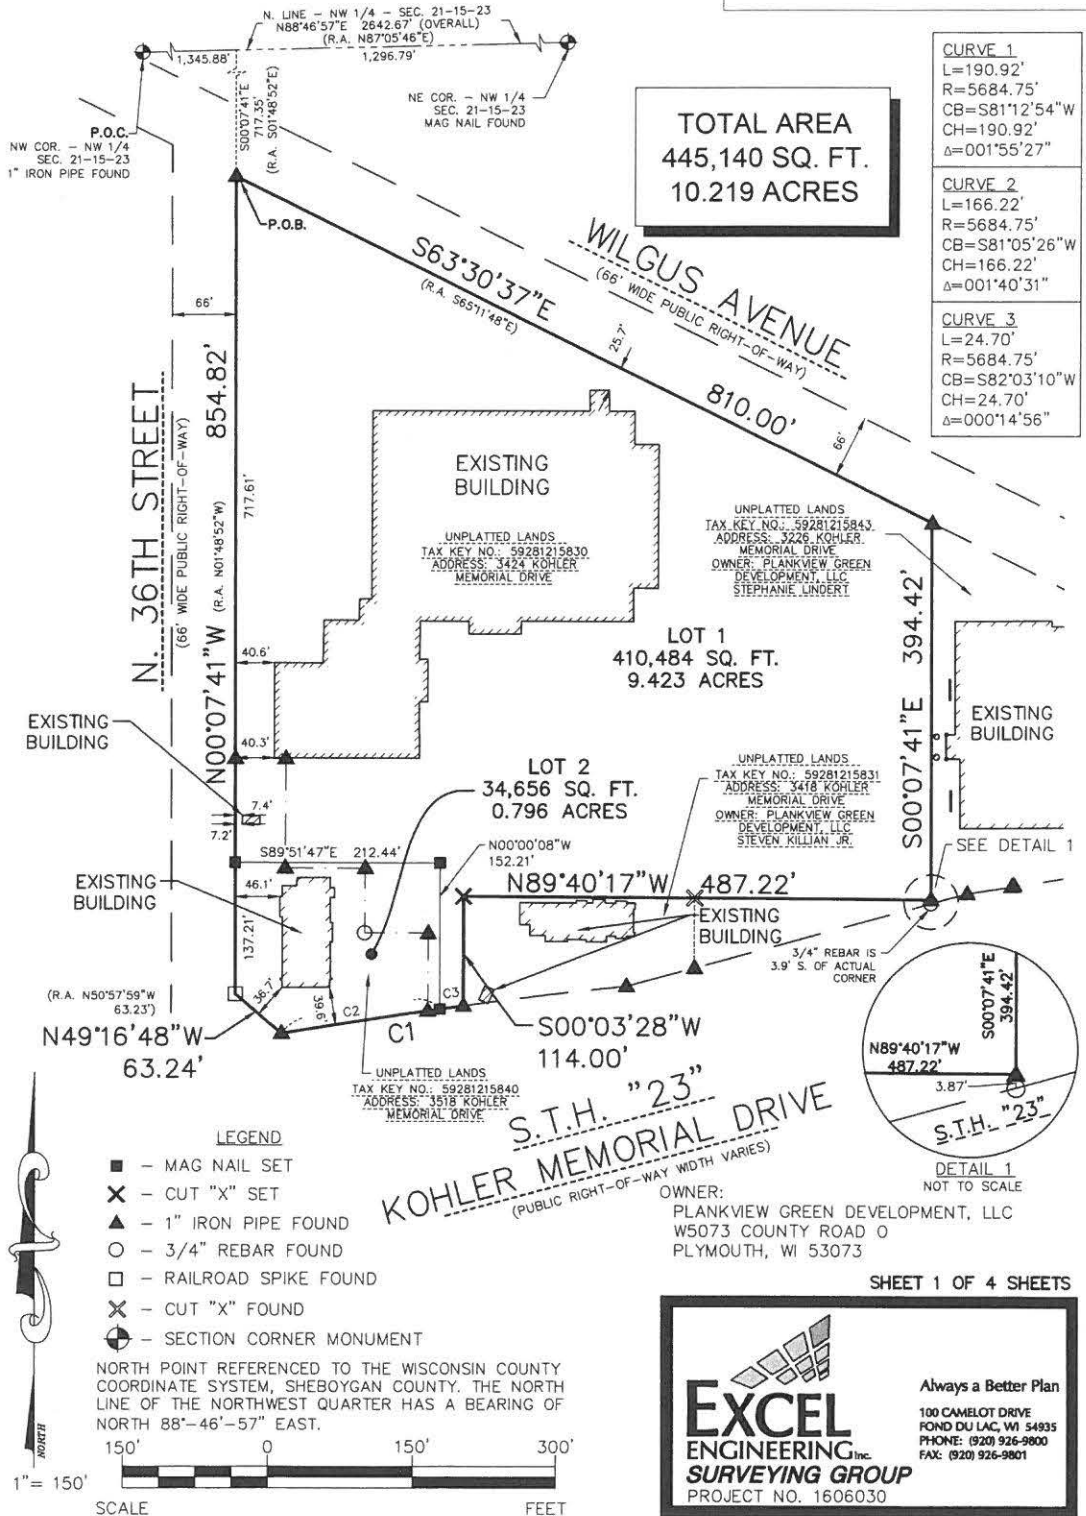 N. LINE - NW 1/4 - SEC. 21-15-23
N88°46'57"E 2642.67' (OVERALL)
(R.A. N87°05'46"E)
1,345.88'
1,296.79'
P.O.C.
NW COR. - NW 1/4
SEC. 21-15-23
1" IRON PIPE FOUND
S00°07'41"E
717.35'
(R.A. S01°48'52"E)
NE COR. - NW 1/4
SEC. 21-15-23
MAG NAIL FOUND
P.O.B.
TOTAL AREA
445,140 SQ. FT.
10.219 ACRES
CURVE 1
L=190.92'
R=5684.75'
CB=S81°12'54"W
CH=190.92'
Δ=001°55'27"
CURVE 2
L=166.22'
R=5684.75'
CB=S81°05'26"W
CH=166.22'
Δ=001°40'31"
CURVE 3
L=24.70'
R=5684.75'
CB=S82°03'10"W
CH=24.70'
Δ=000°14'56"
WILGUS AVENUE
(66' WIDE PUBLIC RIGHT-OF-WAY)
S63°30'37"E
(R.A. S65°11'48"E)
25.7'
810.00'
66'
66'
N. 36TH STREET
(66' WIDE PUBLIC RIGHT-OF-WAY)
N00°07'41"W 854.82'
(R.A. N01°48'52"W)
717.61'
EXISTING
BUILDING
UNPLATTED LANDS
TAX KEY NO.: 59281215830
ADDRESS: 3424 KOHLER
MEMORIAL DRIVE
UNPLATTED LANDS
TAX KEY NO.: 59281215843
ADDRESS: 3226 KOHLER
MEMORIAL DRIVE
OWNER: PLANKVIEW GREEN
DEVELOPMENT, LLC
STEPHANIE LINDERT
LOT 1
410,484 SQ. FT.
9.423 ACRES
S00°07'41"E 394.42'
EXISTING
BUILDING
40.6'
40.3'
EXISTING
BUILDING
7.4'
7.2'
LOT 2
34,656 SQ. FT.
0.796 ACRES
UNPLATTED LANDS
TAX KEY NO.: 59281215831
ADDRESS: 3418 KOHLER
MEMORIAL DRIVE
OWNER: PLANKVIEW GREEN
DEVELOPMENT, LLC
STEVEN KILLIAN JR.
SEE DETAIL 1
S89°51'47"E 212.44'
N00°00'08"W
152.21'
N89°40'17"W 487.22'
EXISTING
BUILDING
46.1'
137.21'
EXISTING
BUILDING
3/4" REBAR IS
3.9' S. OF ACTUAL
CORNER
(R.A. N50°57'59"W
63.23')
36.7'
39.6'
C2
C3
C1
N49°16'48"W
63.24'
S00°03'28"W
114.00'
UNPLATTED LANDS
TAX KEY NO.: 59281215840
ADDRESS: 3518 KOHLER
MEMORIAL DRIVE
S.T.H. "23"
KOHLER MEMORIAL DRIVE
(PUBLIC RIGHT-OF-WAY WIDTH VARIES)
S00°07'41"E
394.42'
N89°40'17"W
487.22'
3.87'
S.T.H. "23"
DETAIL 1
NOT TO SCALE
LEGEND
- MAG NAIL SET
- CUT "X" SET
- 1" IRON PIPE FOUND
- 3/4" REBAR FOUND
- RAILROAD SPIKE FOUND
- CUT "X" FOUND
- SECTION CORNER MONUMENT
OWNER:
PLANKVIEW GREEN DEVELOPMENT, LLC
W5073 COUNTY ROAD O
PLYMOUTH, WI 53073
NORTH POINT REFERENCED TO THE WISCONSIN COUNTY
COORDINATE SYSTEM, SHEBOYGAN COUNTY. THE NORTH
LINE OF THE NORTHWEST QUARTER HAS A BEARING OF
NORTH 88°-46'-57" EAST.
NORTH
1"= 150'
150' 0 150' 300'
SCALE FEET
SHEET 1 OF 4 SHEETS
EXCEL
ENGINEERING Inc.
SURVEYING GROUP
PROJECT NO. 1606030
Always a Better Plan
100 CAMELOT DRIVE
FOND DU LAC, WI 54935
PHONE: (920) 926-9800
FAX: (920) 926-9801